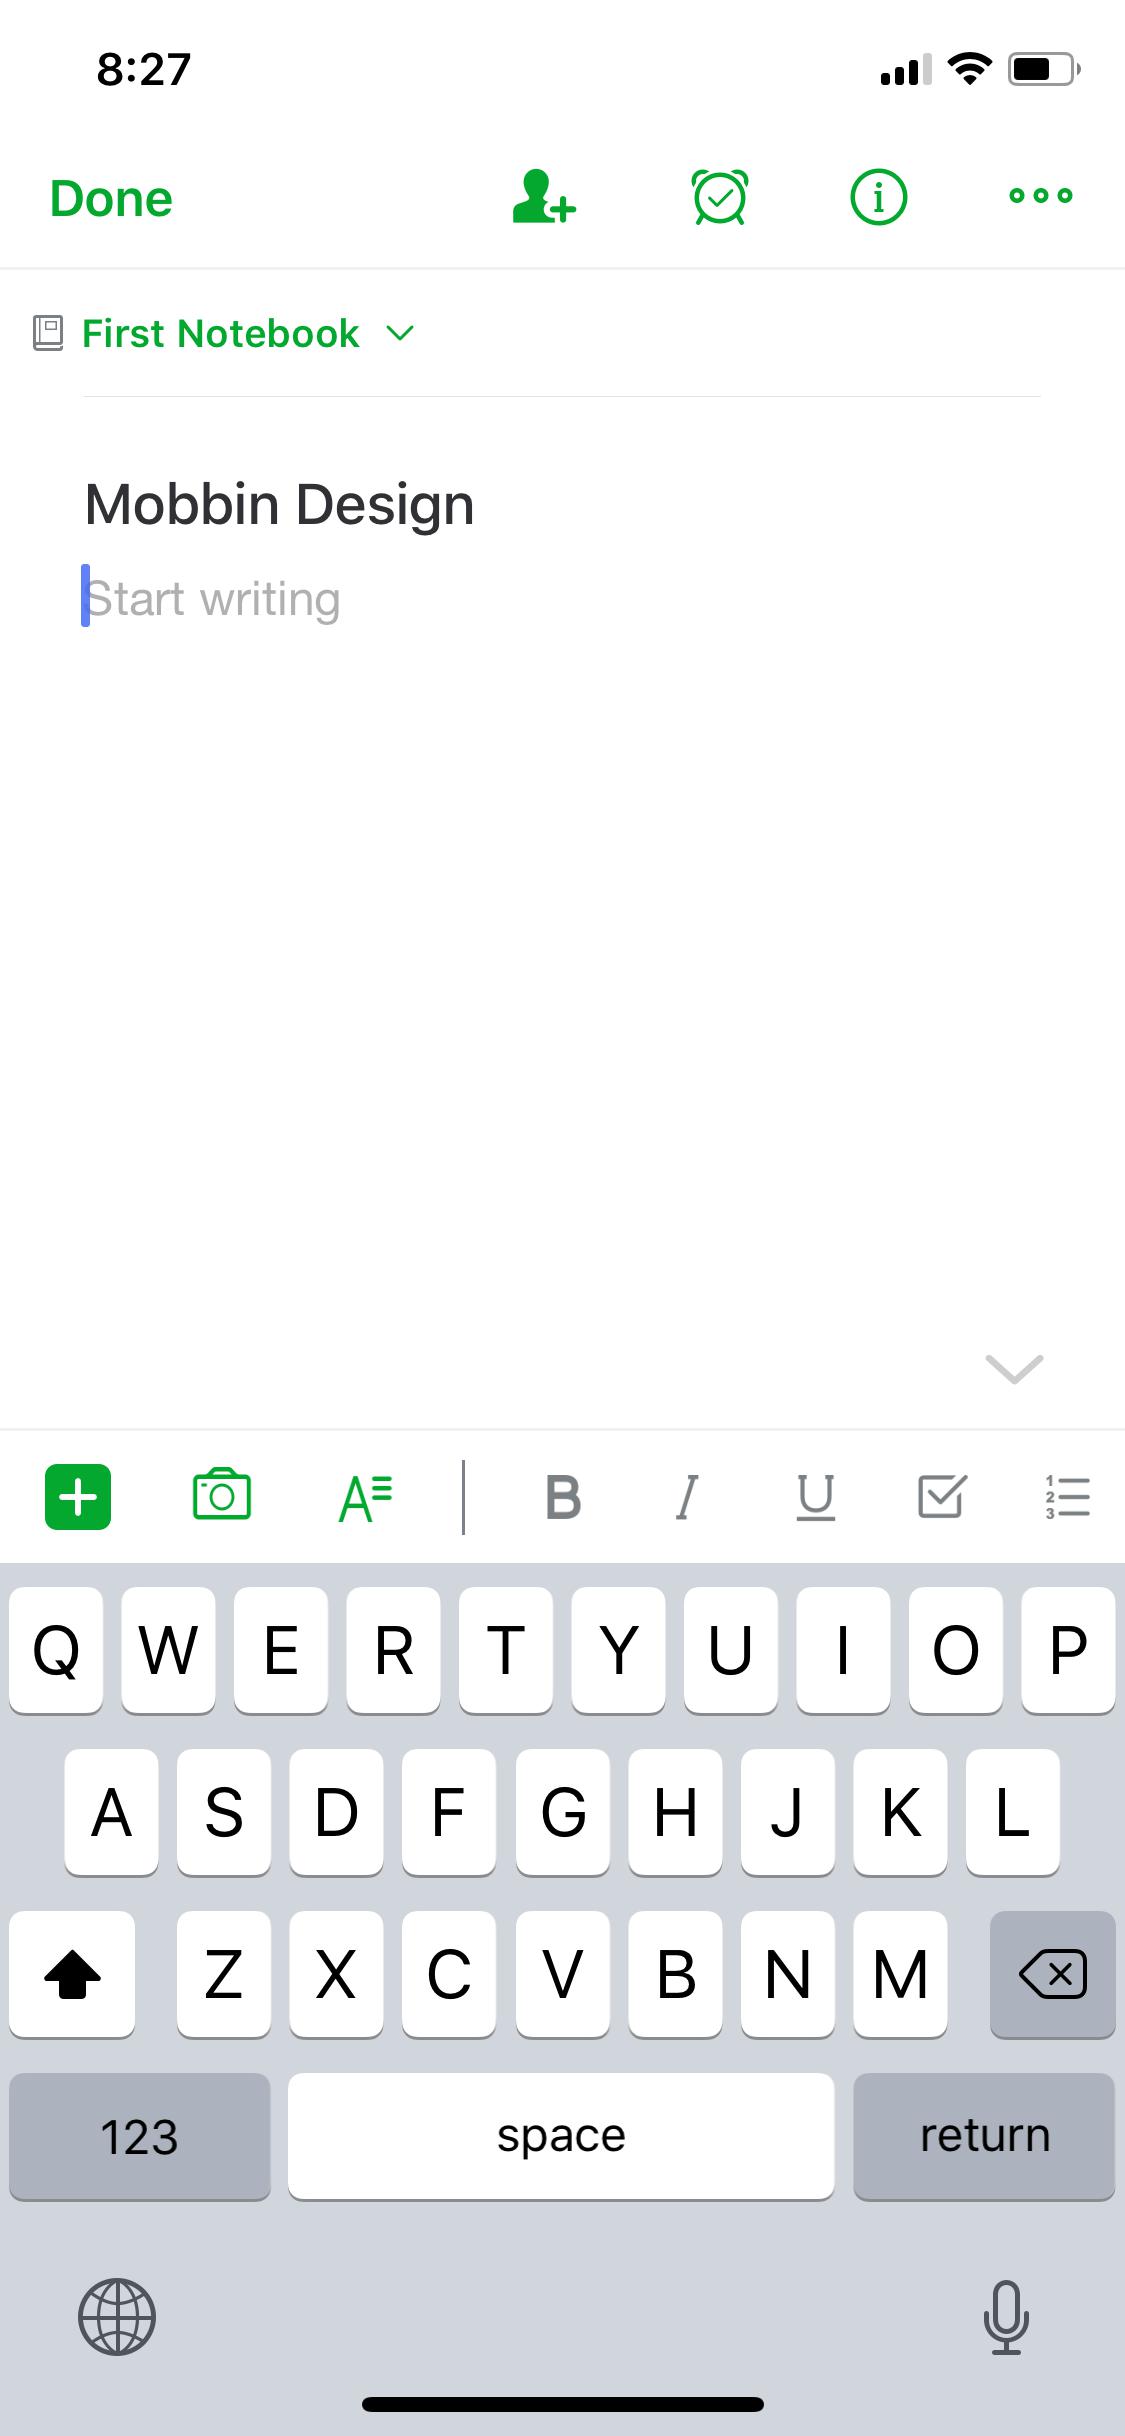 8:27
Done
First Notebook
Mobbin Design
Start writing
B I U
Q W E R T Y U I O P
A S D F G H J K L
Z X C V B N M
123 space return